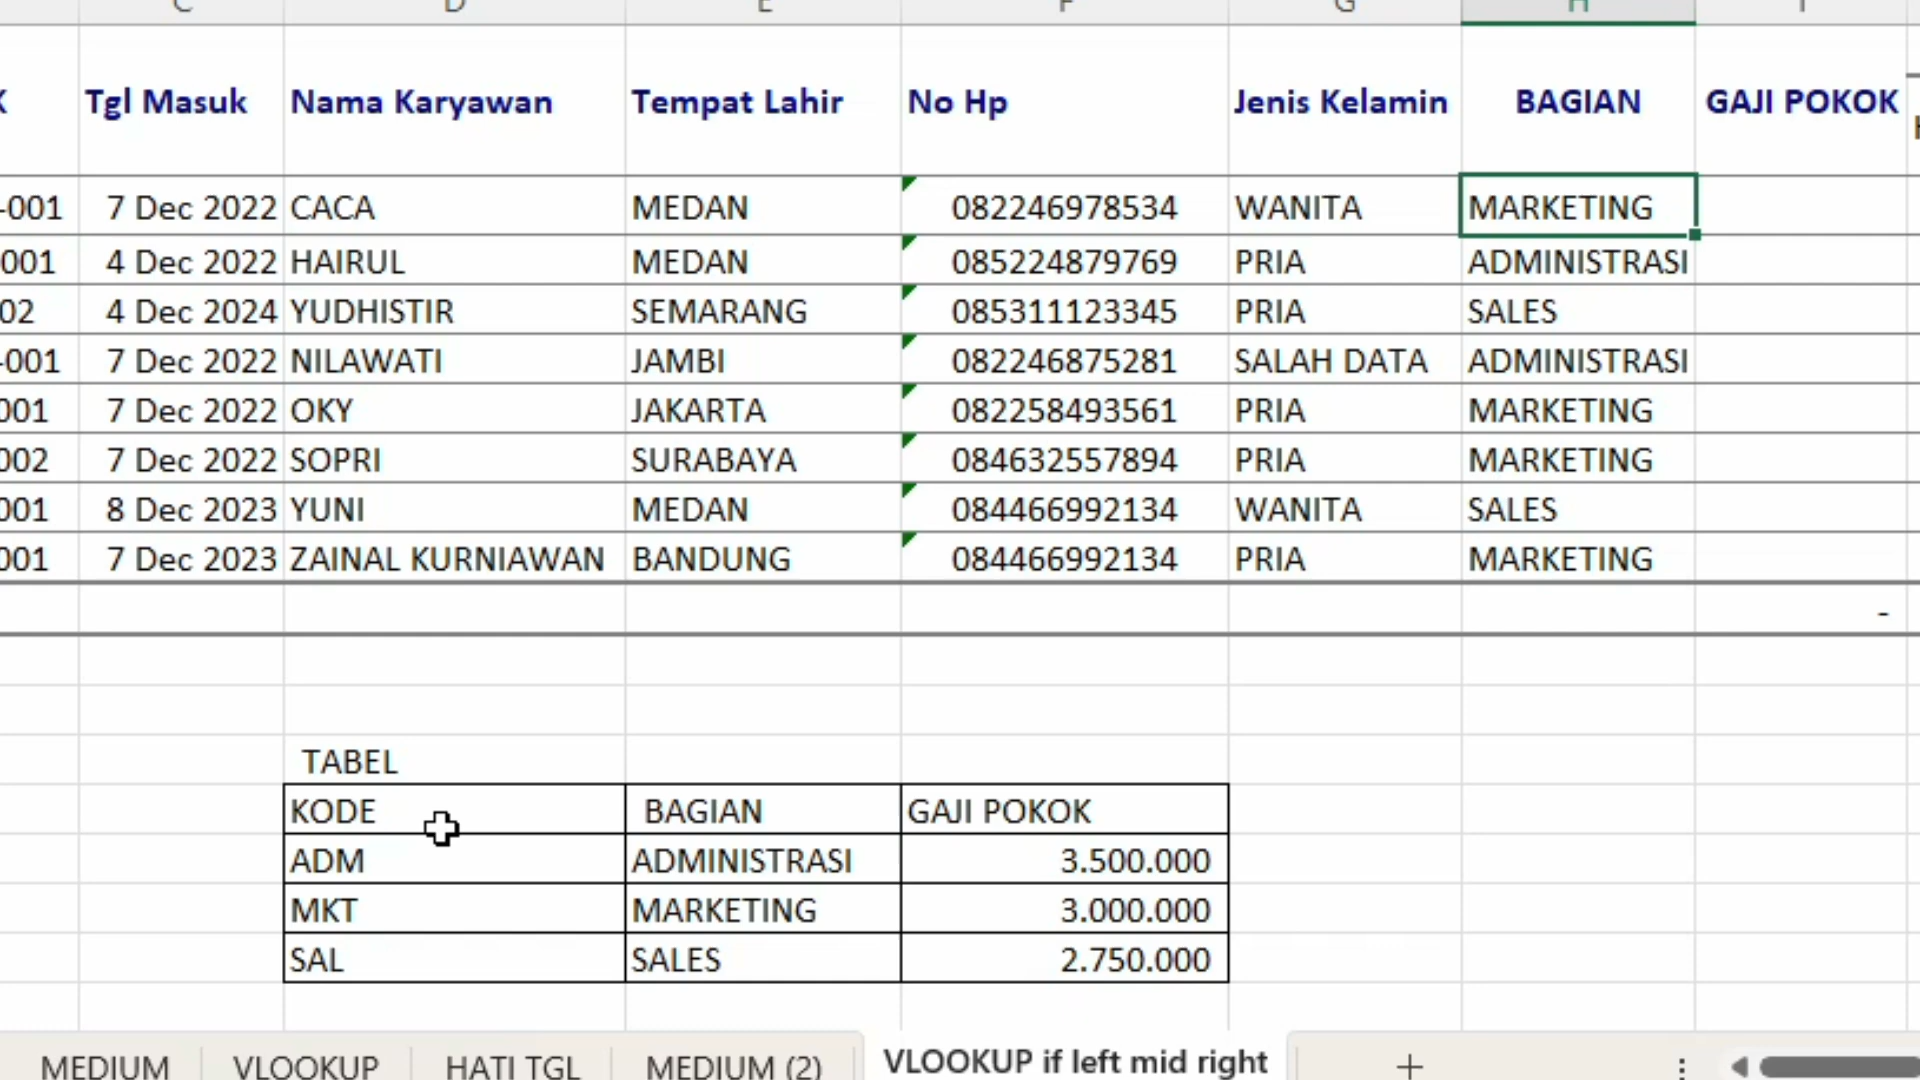 C D E F G H I
K Tgl Masuk Nama Karyawan Tempat Lahir No Hp Jenis Kelamin BAGIAN GAJI POKOK
-001 7 Dec 2022 CACA MEDAN 082246978534 WANITA MARKETING
001 4 Dec 2022 HAIRUL MEDAN 085224879769 PRIA ADMINISTRASI
02 4 Dec 2024 YUDHISTIR SEMARANG 085311123345 PRIA SALES
-001 7 Dec 2022 NILAWATI JAMBI 082246875281 SALAH DATA ADMINISTRASI
001 7 Dec 2022 OKY JAKARTA 082258493561 PRIA MARKETING
002 7 Dec 2022 SOPRI SURABAYA 084632557894 PRIA MARKETING
001 8 Dec 2023 YUNI MEDAN 084466992134 WANITA SALES
001 7 Dec 2023 ZAINAL KURNIAWAN BANDUNG 084466992134 PRIA MARKETING
-
TABEL
KODE BAGIAN GAJI POKOK
ADM ADMINISTRASI 3.500.000
MKT MARKETING 3.000.000
SAL SALES 2.750.000
MEDIUM VLOOKUP HATI TGL MEDIUM (2) VLOOKUP if left mid right +